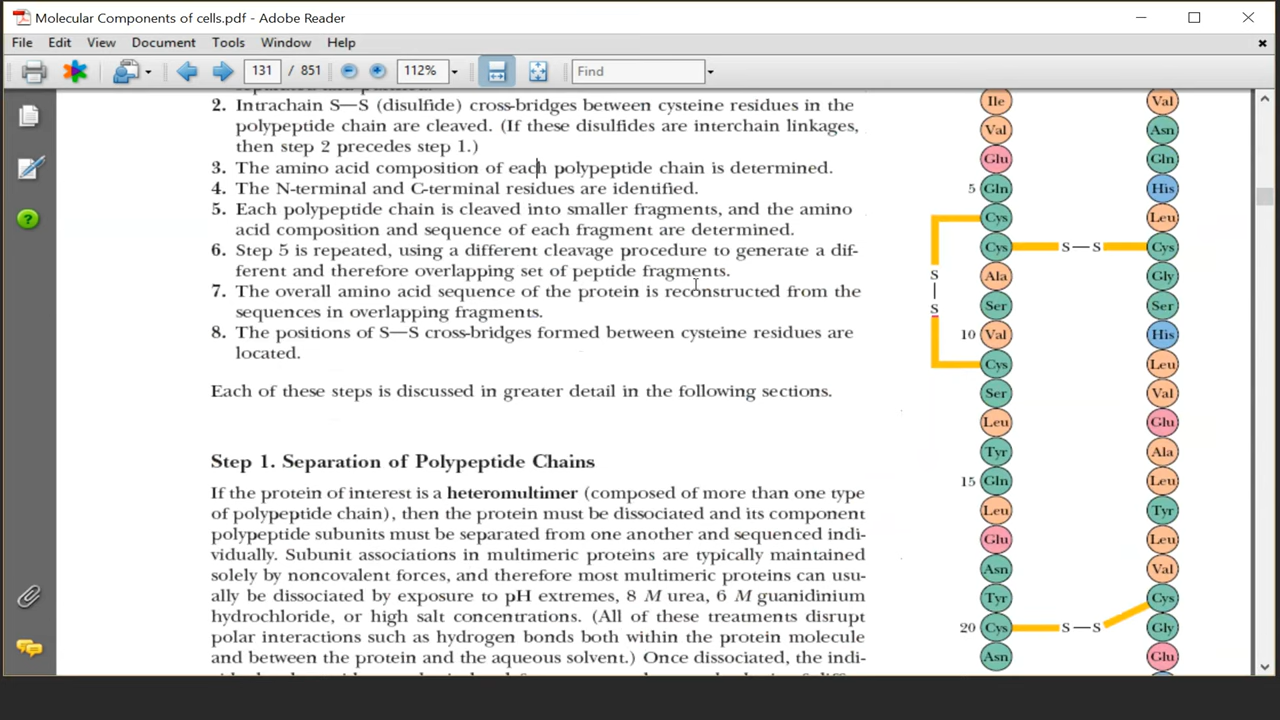 Molecular Components of cells.pdf - Adobe Reader
File Edit View Document Tools Window Help
131 / 851 112% Find
2. Intrachain S—S (disulfide) cross-bridges between cysteine residues in the
polypeptide chain are cleaved. (If these disulfides are interchain linkages,
then step 2 precedes step 1.)
3. The amino acid composition of each polypeptide chain is determined.
4. The N-terminal and C-terminal residues are identified.
5. Each polypeptide chain is cleaved into smaller fragments, and the amino
acid composition and sequence of each fragment are determined.
6. Step 5 is repeated, using a different cleavage procedure to generate a dif-
ferent and therefore overlapping set of peptide fragments.
7. The overall amino acid sequence of the protein is reconstructed from the
sequences in overlapping fragments.
8. The positions of S—S cross-bridges formed between cysteine residues are
located.
Each of these steps is discussed in greater detail in the following sections.
Step 1. Separation of Polypeptide Chains
If the protein of interest is a heteromultimer (composed of more than one type
of polypeptide chain), then the protein must be dissociated and its component
polypeptide subunits must be separated from one another and sequenced indi-
vidually. Subunit associations in multimeric proteins are typically maintained
solely by noncovalent forces, and therefore most multimeric proteins can usu-
ally be dissociated by exposure to pH extremes, 8 M urea, 6 M guanidinium
hydrochloride, or high salt concentrations. (All of these treatments disrupt
polar interactions such as hydrogen bonds both within the protein molecule
and between the protein and the aqueous solvent.) Once dissociated, the indi-
Ile Val
Val Asn
Glu Gln
5 Gln His
Cys Leu
Cys S—S Cys
S
|
S
Ala Gly
Ser Ser
10 Val His
Cys Leu
Ser Val
Leu Glu
Tyr Ala
15 Gln Leu
Leu Tyr
Glu Leu
Asn Val
Tyr Cys
20 Cys S—S Gly
Asn Glu